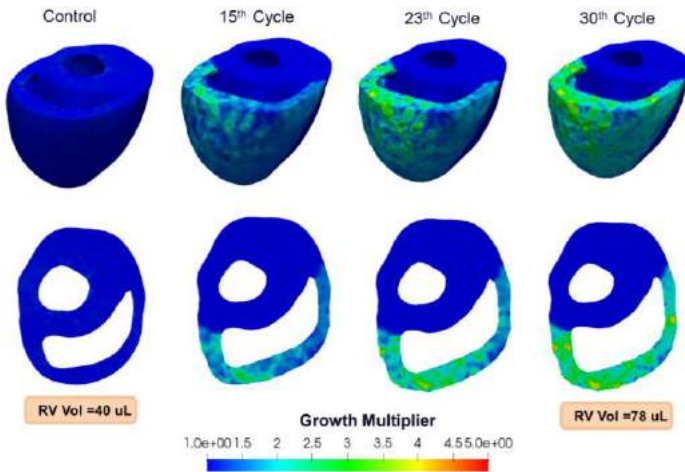 Control 15th Cycle 23th Cycle 30th Cycle
RV Vol =40 uL
RV Vol =78 uL
Growth Multiplier
1.0e+00 1.5 2 2.5 3 3.5 4 4.5 5.0e+00